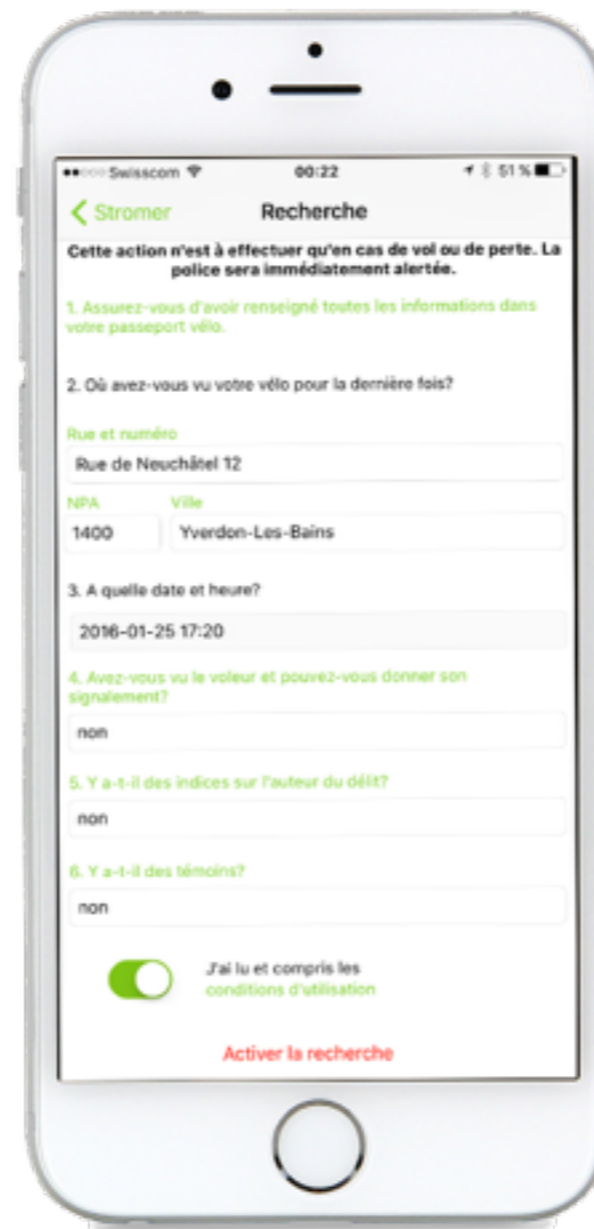 Swisscom 00:22 51 %
Stromer Recherche
Cette action n'est à effectuer qu'en cas de vol ou de perte. La
police sera immédiatement alertée.
1. Assurez-vous d'avoir renseigné toutes les informations dans
votre passeport vélo.
2. Où avez-vous vu votre vélo pour la dernière fois?
Rue et numéro
Rue de Neuchâtel 12
NPA Ville
1400 Yverdon-Les-Bains
3. A quelle date et heure?
2016-01-25 17:20
4. Avez-vous vu le voleur et pouvez-vous donner son
signalement?
non
5. Y a-t-il des indices sur l'auteur du délit?
non
6. Y a-t-il des témoins?
non
J'ai lu et compris les
conditions d'utilisation
Activer la recherche